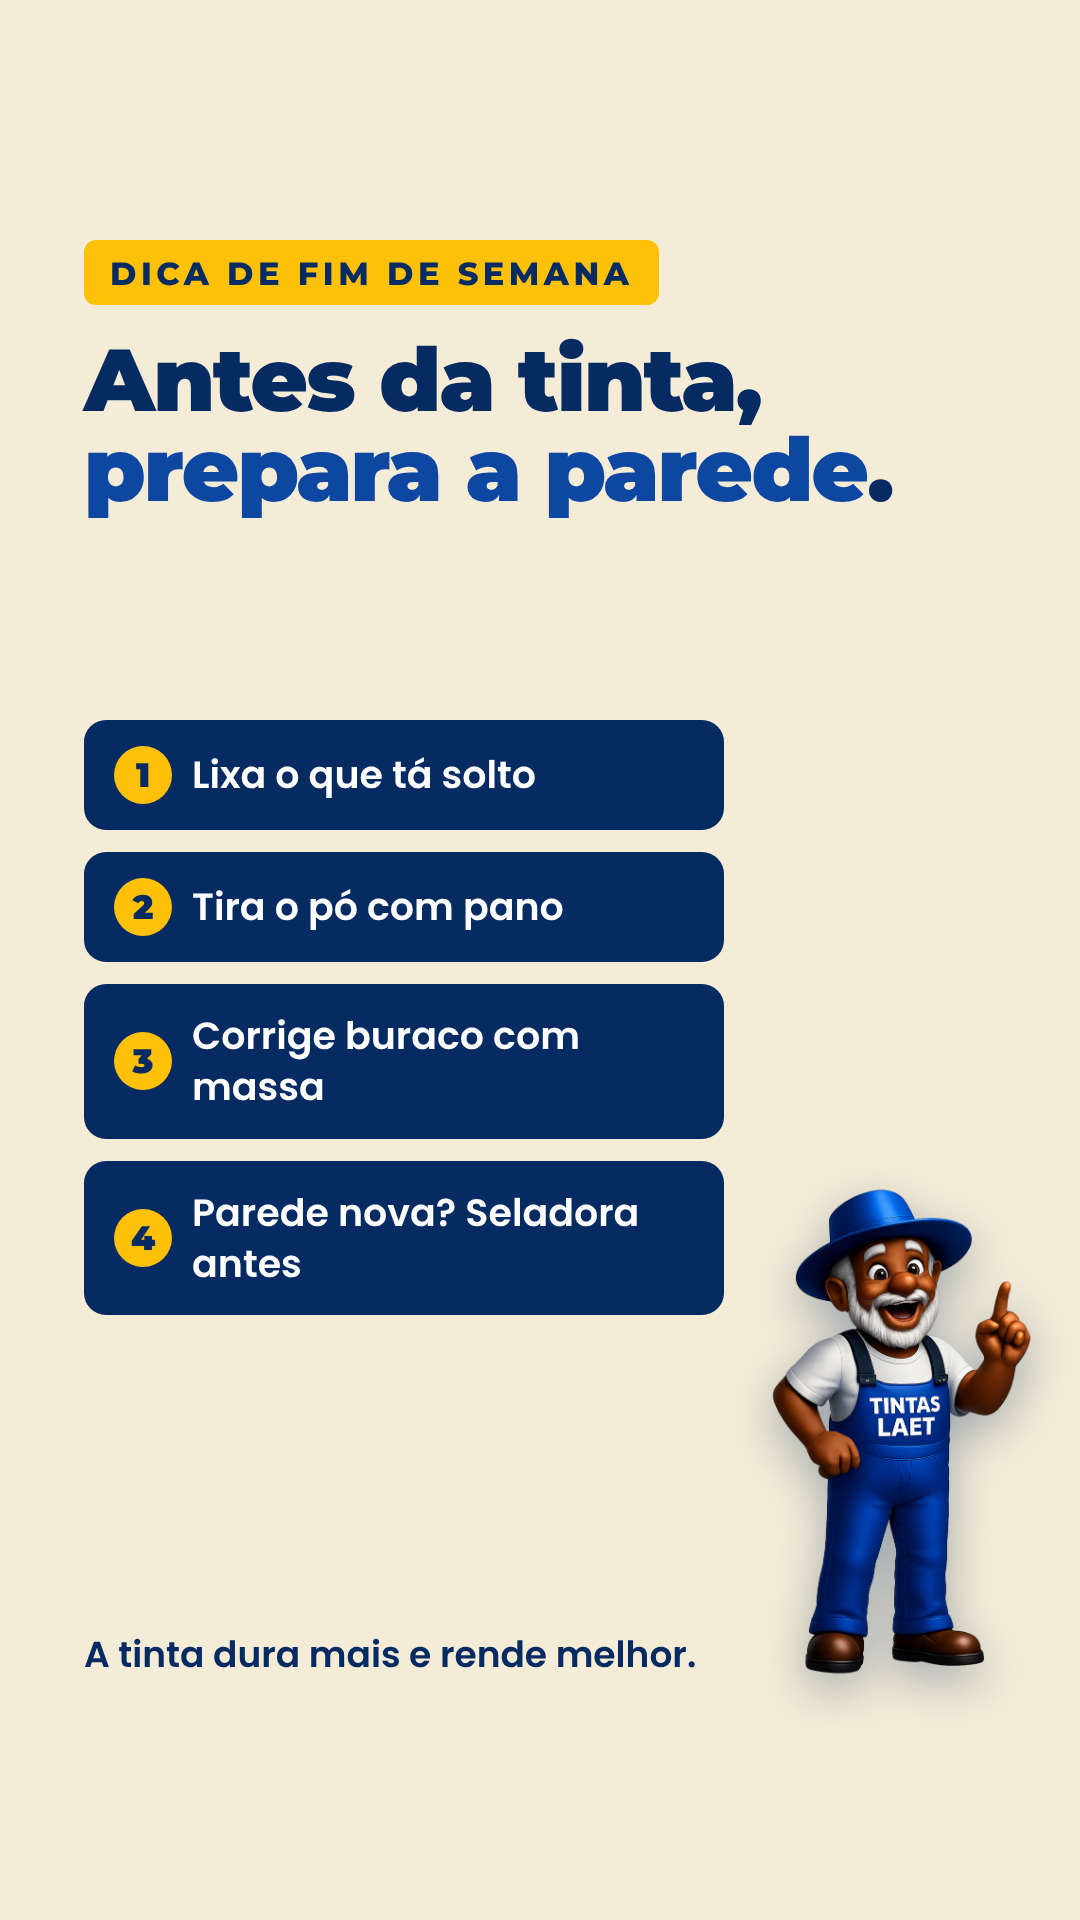 DICA DE FIM DE SEMANA
Antes da tinta,
prepara a parede.
1 Lixa o que tá solto
2 Tira o pó com pano
3 Corrige buraco com
massa
4 Parede nova? Seladora
antes
TINTAS
LAET
A tinta dura mais e rende melhor.